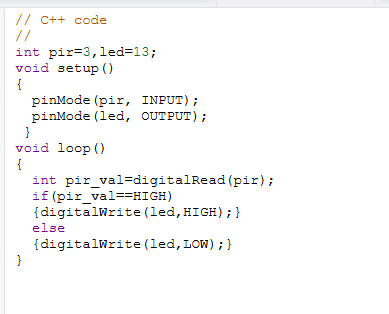 // C++ code
//
int pir=3,led=13;
void setup()
{
  pinMode(pir, INPUT);
  pinMode(led, OUTPUT);
 }
void loop()
{
  int pir_val=digitalRead(pir);
  if(pir_val==HIGH)
  {digitalWrite(led,HIGH);}
  else
  {digitalWrite(led,LOW);}
}